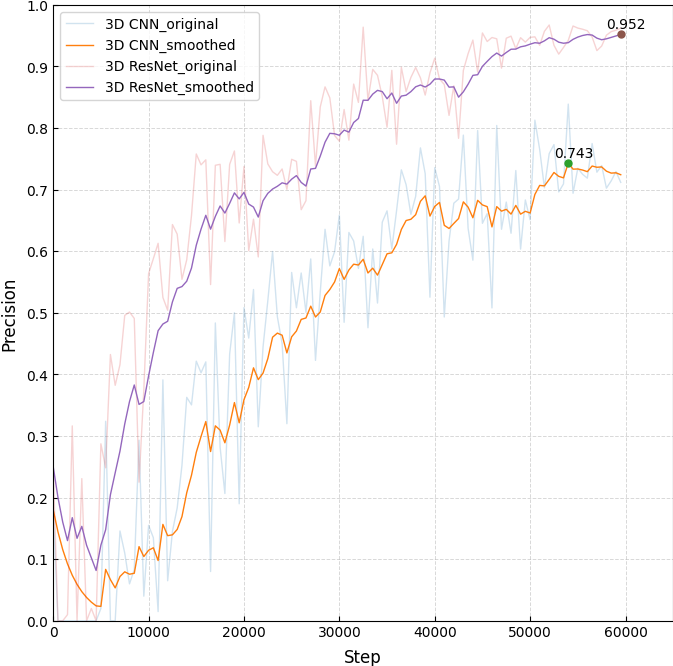 3D CNN_original
3D CNN_smoothed
3D ResNet_original
3D ResNet_smoothed
0.952
0.743
1.0
0.9
0.8
0.7
0.6
0.5
0.4
0.3
0.2
0.1
0.0
Precision
0 10000 20000 30000 40000 50000 60000
Step